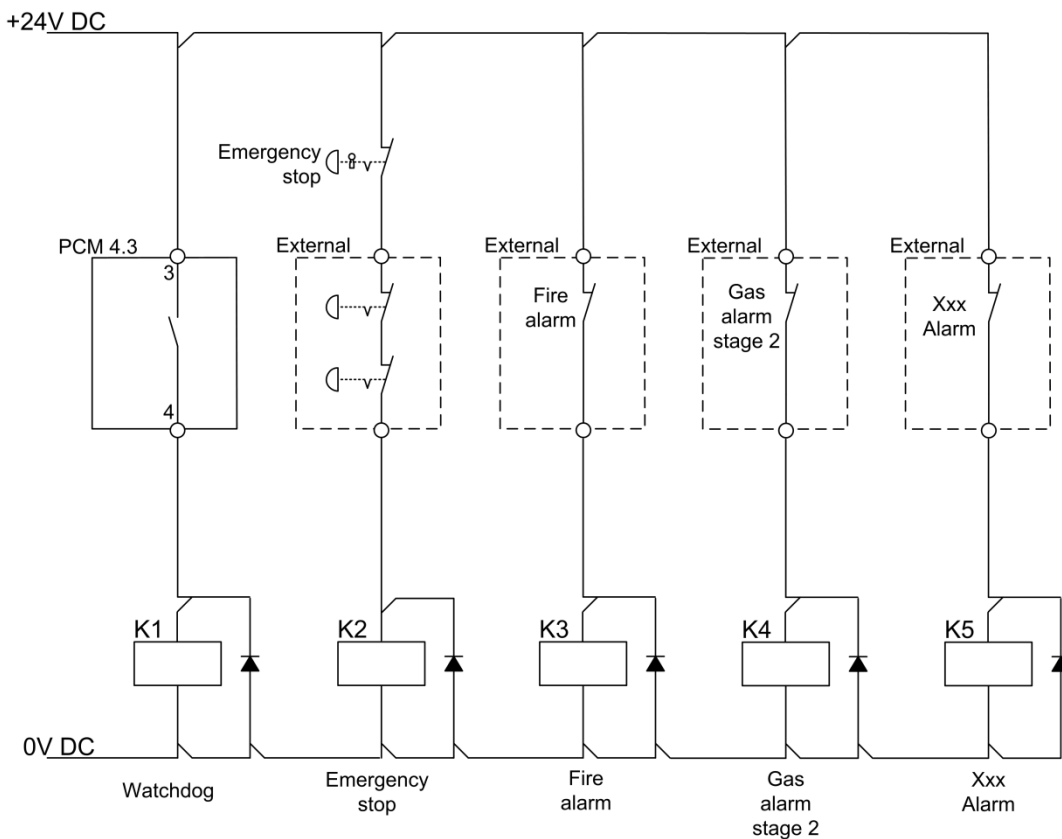 +24V DC
Emergency
stop
PCM 4.3
3
4
External
External
Fire
alarm
External
Gas
alarm
stage 2
External
Xxx
Alarm
K1
K2
K3
K4
K5
0V DC
Watchdog
Emergency
stop
Fire
alarm
Gas
alarm
stage 2
Xxx
Alarm